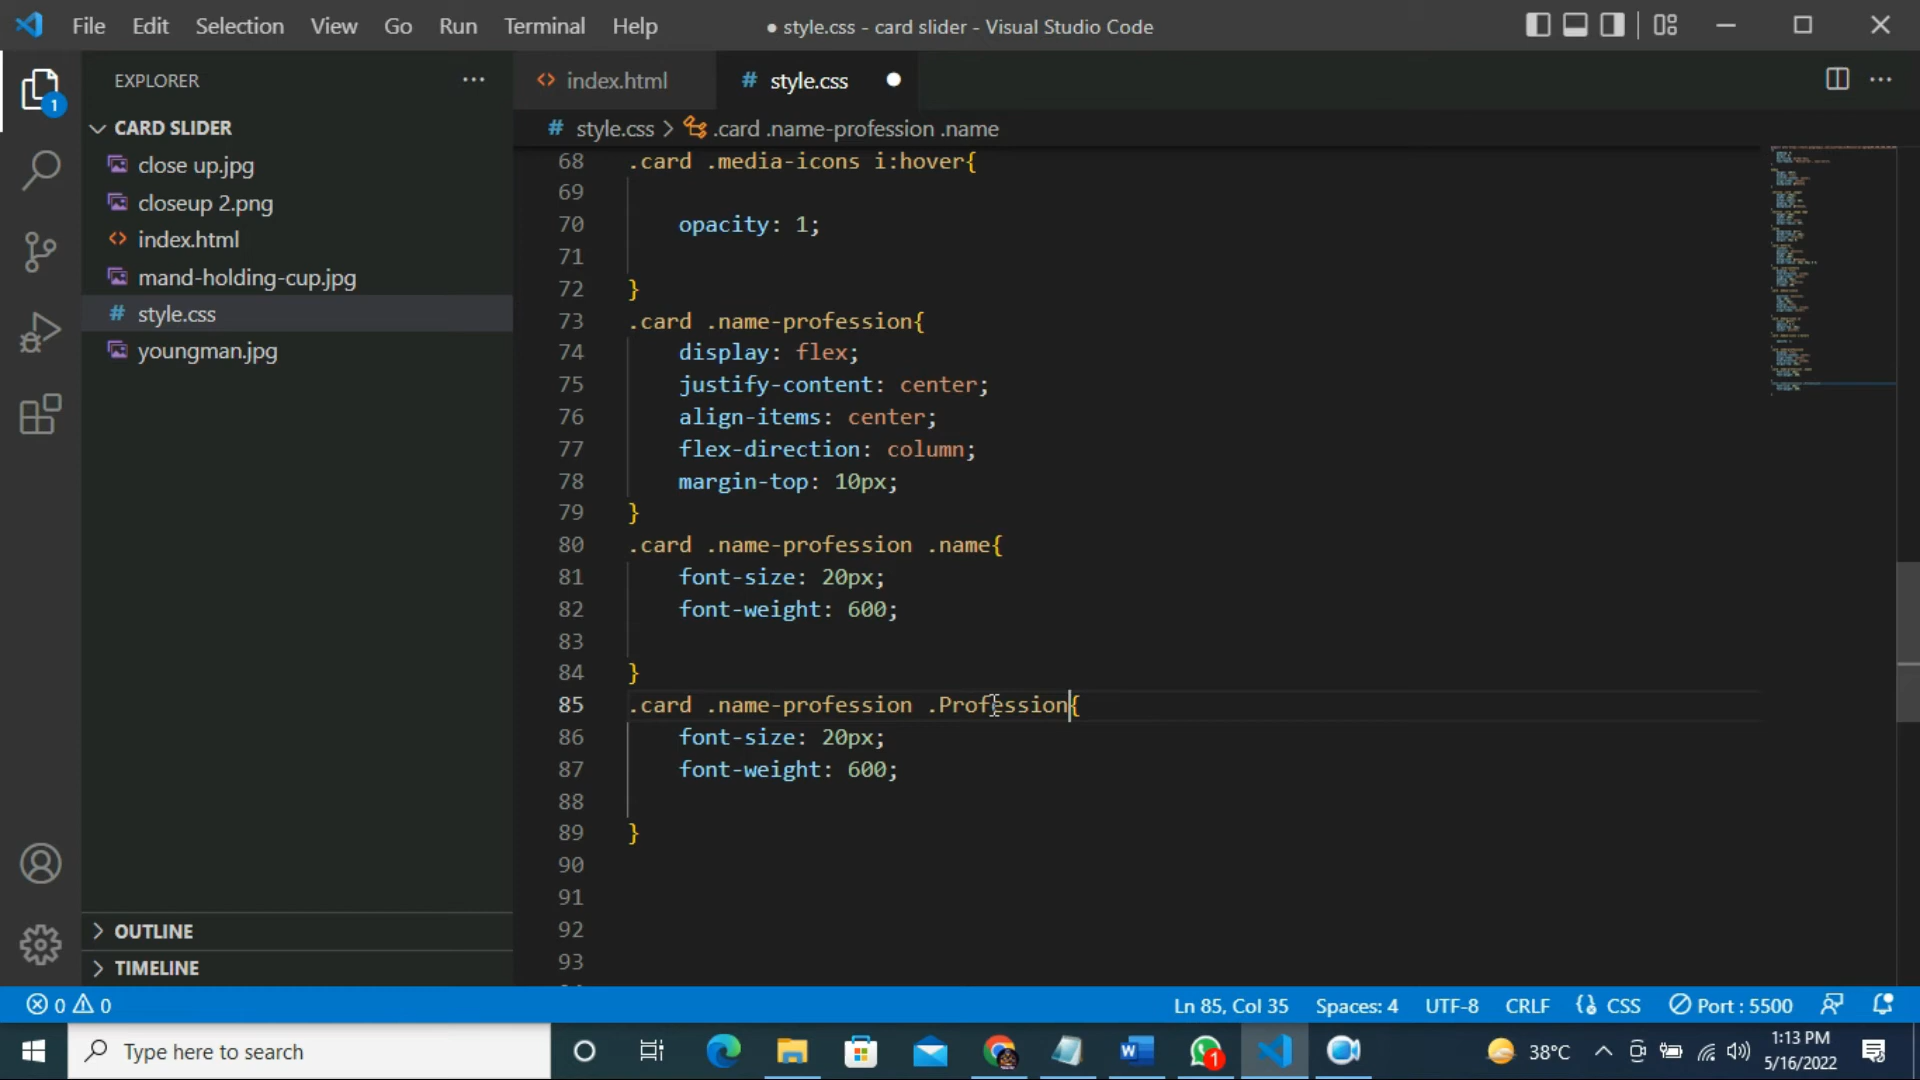 File Edit Selection View Go Run Terminal Help ● style.css - card slider - Visual Studio Code
EXPLORER ...
index.html
# style.css
# style.css > .card .name-profession .name
1
CARD SLIDER
close up.jpg
closeup 2.png
index.html
mand-holding-cup.jpg
# style.css
youngman.jpg
OUTLINE
TIMELINE
68 .card .media-icons i:hover{
69
70 opacity: 1;
71
72 }
73 .card .name-profession{
74 display: flex;
75 justify-content: center;
76 align-items: center;
77 flex-direction: column;
78 margin-top: 10px;
79 }
80 .card .name-profession .name{
81 font-size: 20px;
82 font-weight: 600;
83
84 }
85 .card .name-profession .Profession{
86 font-size: 20px;
87 font-weight: 600;
88
89 }
90
91
92
93
0 0 Ln 85, Col 35 Spaces: 4 UTF-8 CRLF CSS Port : 5500
Type here to search
1
38°C
1:13 PM
5/16/2022